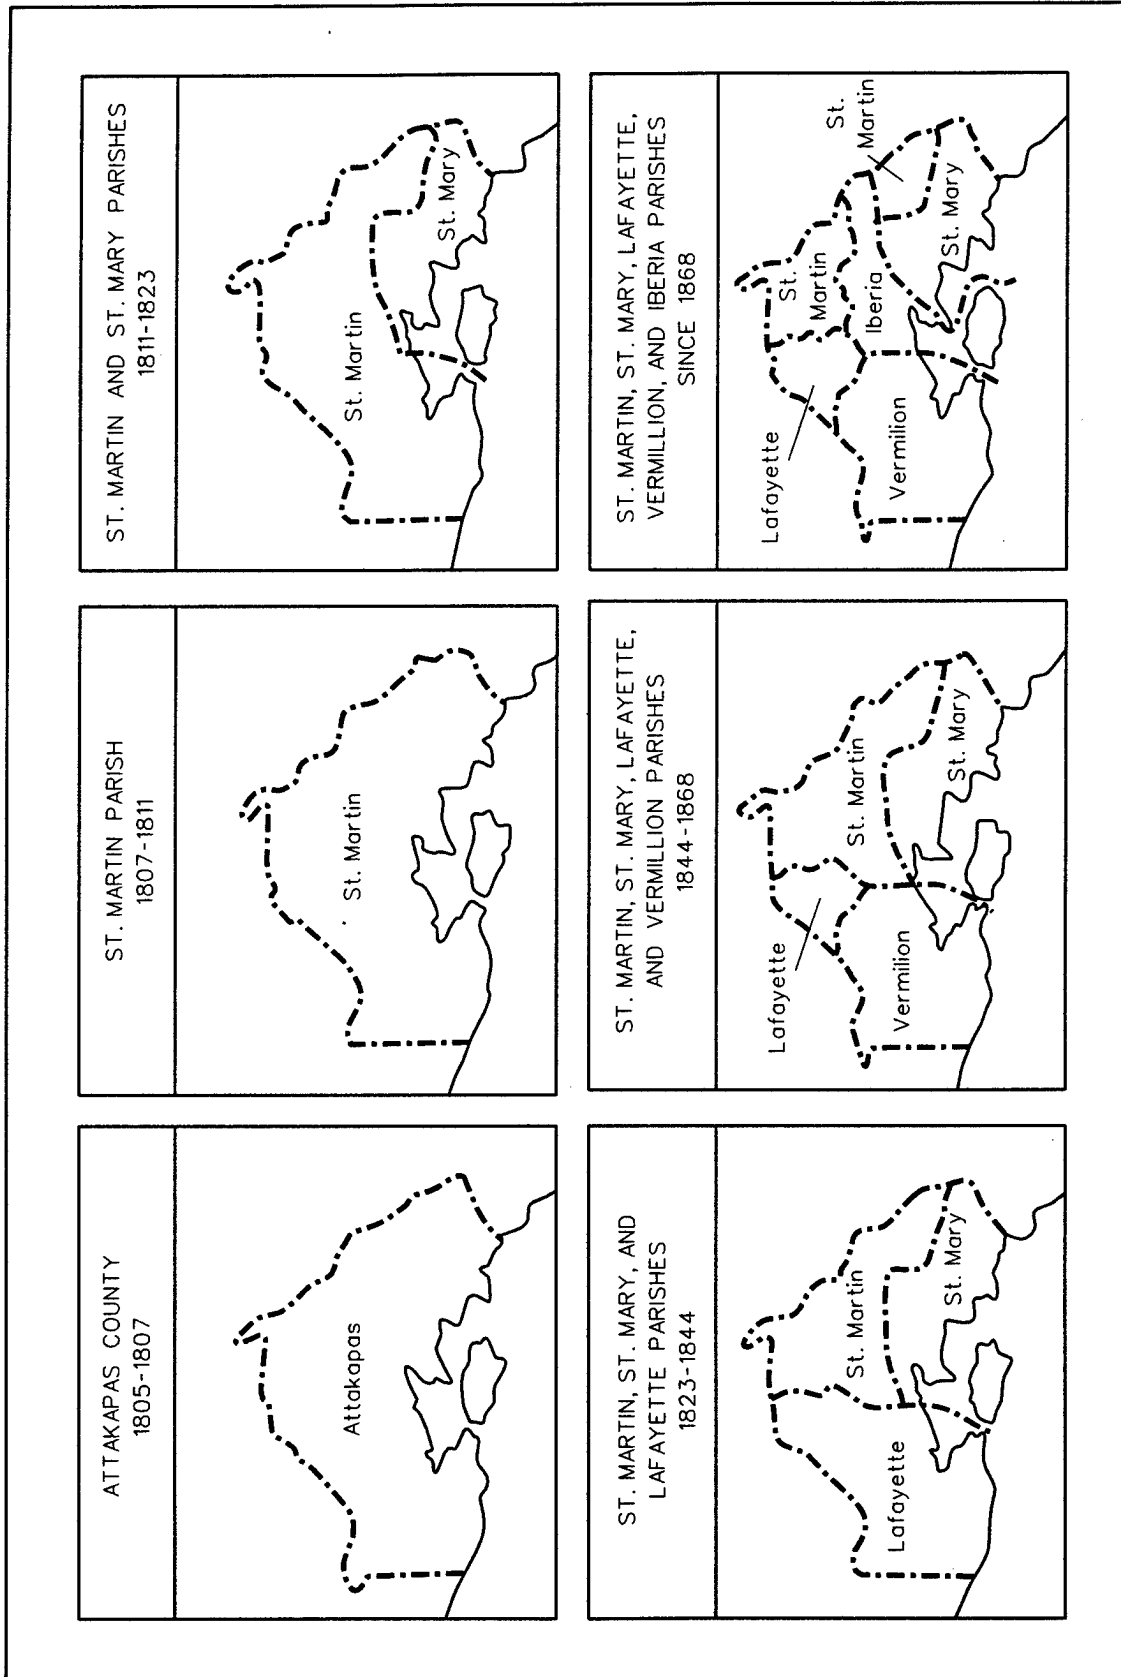 ATTAKAPAS COUNTY
1805-1807
Attakapas
ST. MARTIN PARISH
1807-1811
St. Martin
ST. MARTIN AND ST. MARY PARISHES
1811-1823
St. Martin
St. Mary
ST. MARTIN, ST. MARY, AND
LAFAYETTE PARISHES
1823-1844
St. Martin
St. Mary
Lafayette
ST. MARTIN, ST. MARY, LAFAYETTE,
AND VERMILLION PARISHES
1844-1868
Lafayette
St. Martin
St. Mary
Vermilion
ST. MARTIN, ST. MARY, LAFAYETTE,
VERMILLION, AND IBERIA PARISHES
SINCE 1868
Lafayette
St.
Martin
St.
Martin
Iberia
St. Mary
Vermilion